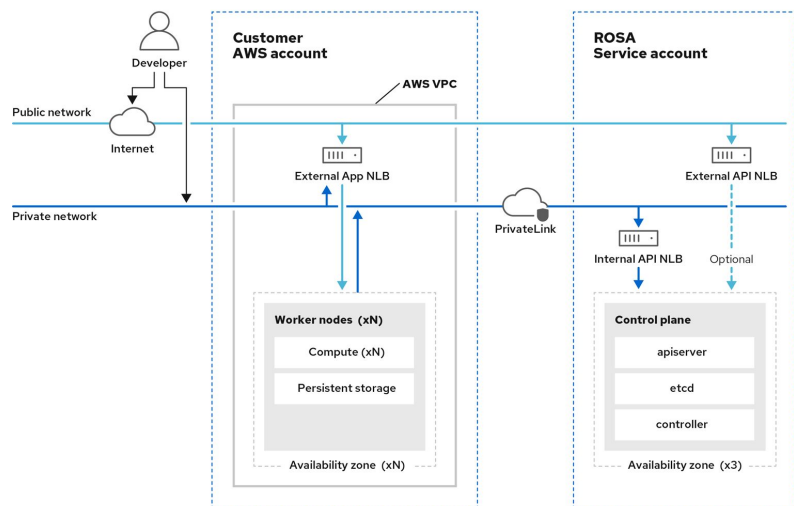 Customer
AWS account
ROSA
Service account
Developer
AWS VPC
Public network
Internet
External App NLB
External API NLB
Private network
PrivateLink
Internal API NLB
Optional
Worker nodes (xN)
Compute (xN)
Persistent storage
Availability zone (xN)
Control plane
apiserver
etcd
controller
Availability zone (x3)